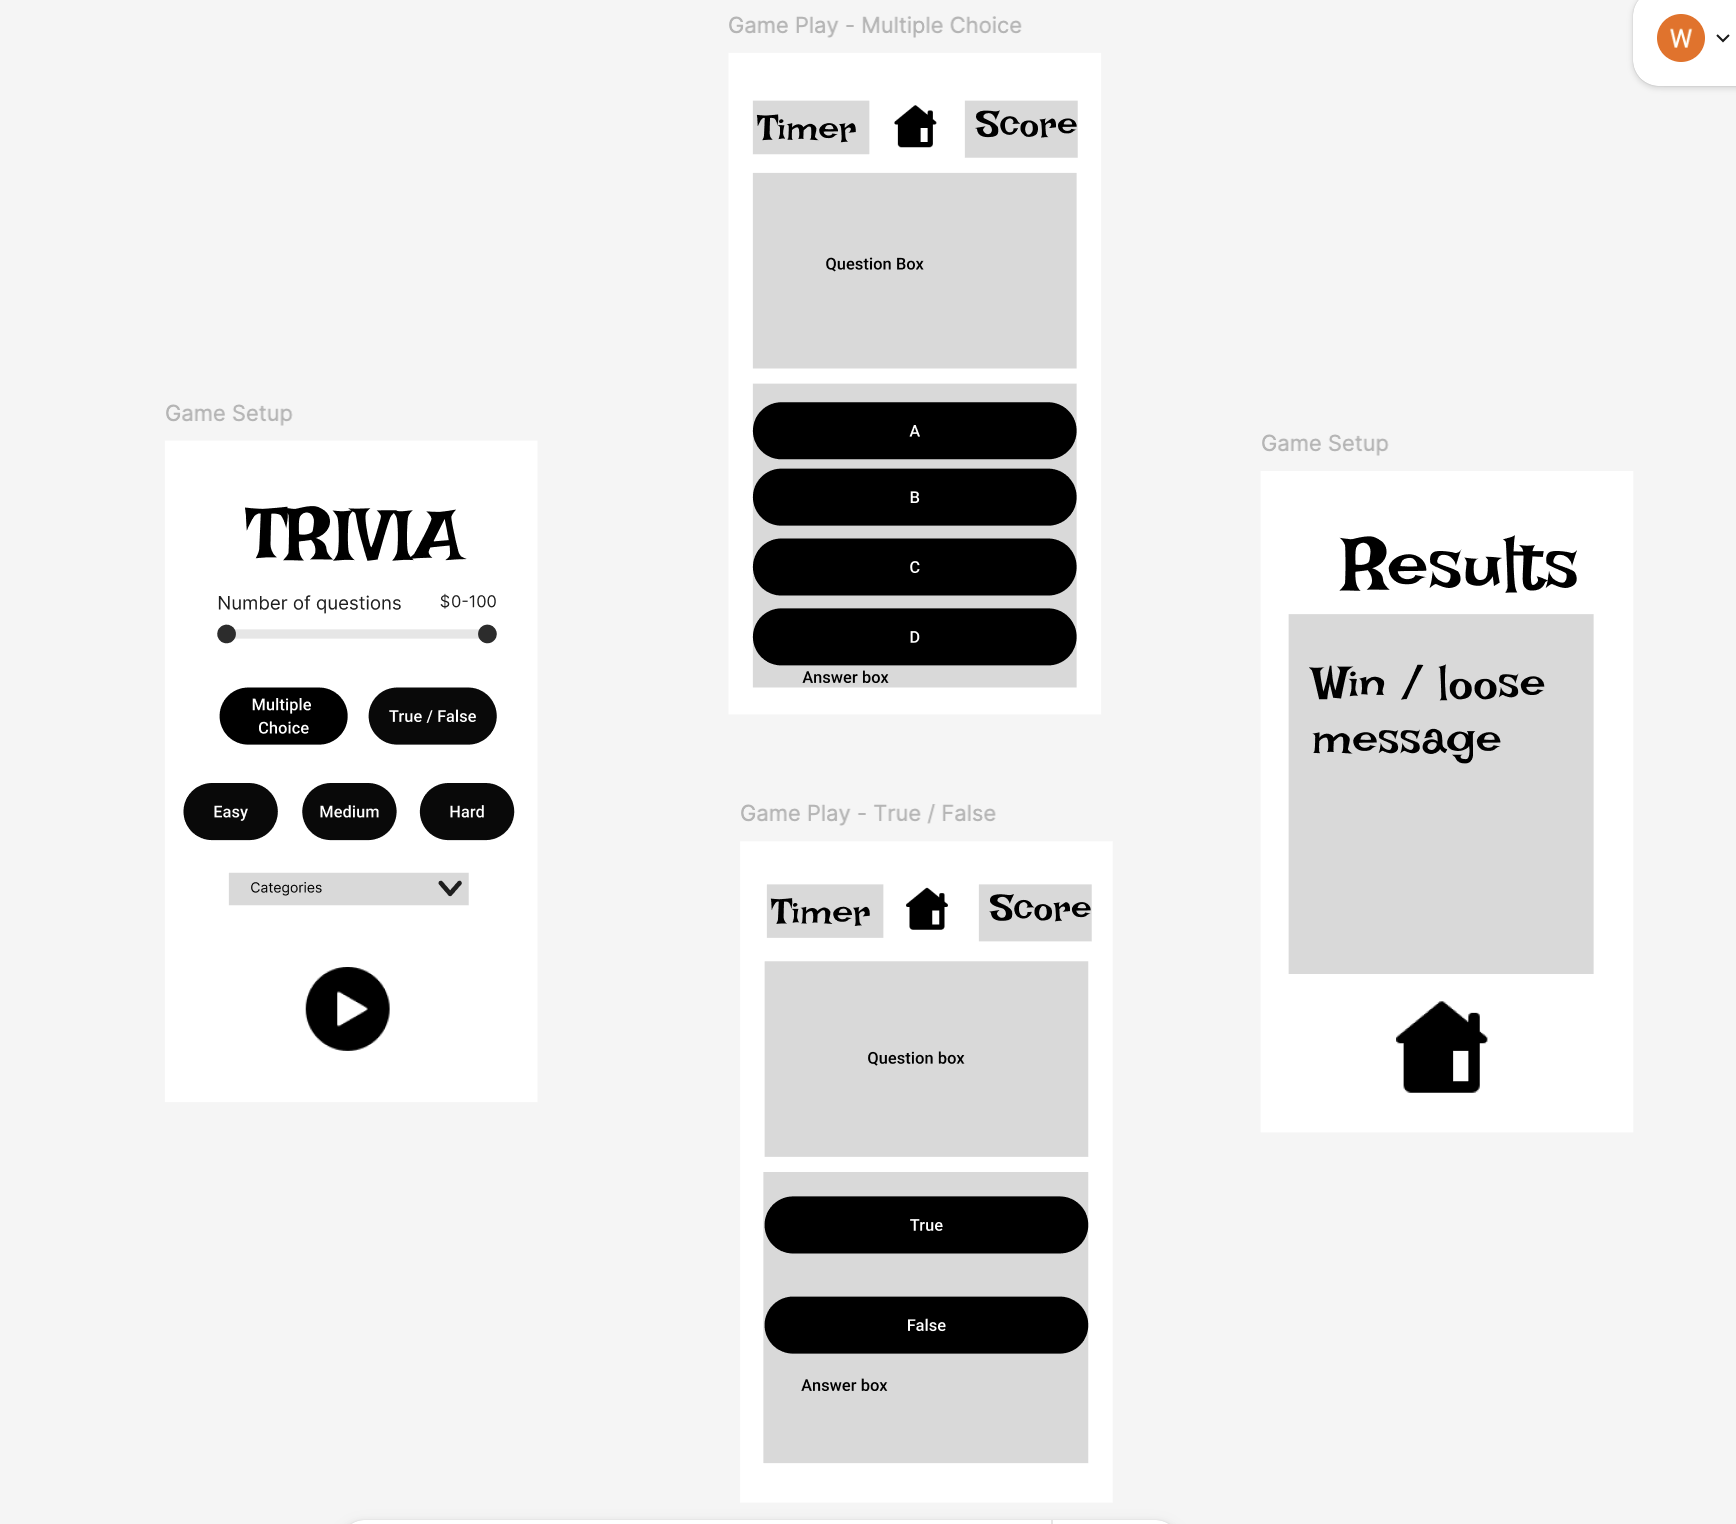 Game Play - Multiple Choice
W
Timer
Score
Question Box
A
B
C
D
Answer box
Game Setup
TRIVIA
Number of questions
$0-100
Multiple
Choice
True / False
Easy
Medium
Hard
Categories
Game Setup
Results
Win / loose
message
Game Play - True / False
Timer
Score
Question box
True
False
Answer box